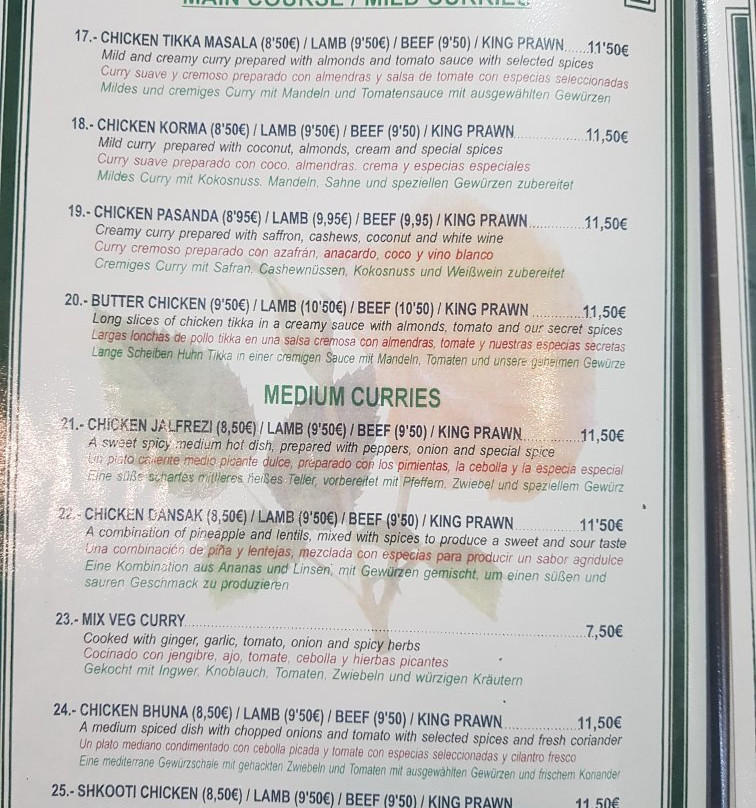 MAIN COURSE / MILD CURRIES
17.- CHICKEN TIKKA MASALA (8'50€) / LAMB (9'50€) / BEEF (9'50) / KING PRAWN......11'50€
Mild and creamy curry prepared with almonds and tomato sauce with selected spices
Curry suave y cremoso preparado con almendras y salsa de tomate con especias seleccionadas
Mildes und cremiges Curry mit Mandeln und Tomatensauce mit ausgewählten Gewürzen
18.- CHICKEN KORMA (8'50€) / LAMB (9'50€) / BEEF (9'50) / KING PRAWN..................11,50€
Mild curry prepared with coconut, almonds, cream and special spices
Curry suave preparado con coco, almendras, crema y especias especiales
Mildes Curry mit Kokosnuss, Mandeln, Sahne und speziellen Gewürzen zubereitet
19.- CHICKEN PASANDA (8'95€) / LAMB (9,95€) / BEEF (9,95) / KING PRAWN..............11,50€
Creamy curry prepared with saffron, cashews, coconut and white wine
Curry cremoso preparado con azafrán, anacardo, coco y vino blanco
Cremiges Curry mit Safran, Cashewnüssen, Kokosnuss und Weißwein zubereitet
20.- BUTTER CHICKEN (9'50€) / LAMB (10'50€) / BEEF (10'50) / KING PRAWN ..............11,50€
Long slices of chicken tikka in a creamy sauce with almonds, tomato and our secret spices
Largas lonchas de pollo tikka en una salsa cremosa con almendras, tomate y nuestras especias secretas
Lange Scheiben Huhn Tikka in einer cremigen Sauce mit Mandeln, Tomaten und unsere geheimen Gewürze
MEDIUM CURRIES
21.- CHICKEN JALFREZI (8,50€) / LAMB (9'50€) / BEEF (9'50) / KING PRAWN..............11,50€
A sweet spicy medium hot dish, prepared with peppers, onion and special spice
Un plato caliente medio picante dulce, preparado con los pimientas, la cebolla y la especia especial
Eine süße scharfes mittleres heißes Teller, vorbereitet mit Pfeffern, Zwiebel und speziellem Gewürz
22.- CHICKEN DANSAK (8,50€) / LAMB (9'50€) / BEEF (9'50) / KING PRAWN ................11'50€
A combination of pineapple and lentils, mixed with spices to produce a sweet and sour taste
Una combinación de piña y lentejas, mezclada con especias para producir un sabor agridulce
Eine Kombination aus Ananas und Linsen, mit Gewürzen gemischt, um einen süßen und
sauren Geschmack zu produzieren
23.- MIX VEG CURRY..........................................................................7,50€
Cooked with ginger, garlic, tomato, onion and spicy herbs
Cocinado con jengibre, ajo, tomate, cebolla y hierbas picantes
Gekocht mit Ingwer, Knoblauch, Tomaten, Zwiebeln und würzigen Kräutern
24.- CHICKEN BHUNA (8,50€) / LAMB (9'50€) / BEEF (9'50) / KING PRAWN..................11,50€
A medium spiced dish with chopped onions and tomato with selected spices and fresh coriander
Un plato mediano condimentado con cebolla picada y tomate con especias seleccionadas y cilantro fresco
Eine mediterrane Gewürzschale mit gehackten Zwiebeln und Tomaten mit ausgewählten Gewürzen und frischem Koriander
25.- SHKOOTI CHICKEN (8,50€) / LAMB (9'50€) / BEEF (9'50) / KING PRAWN 11,50€